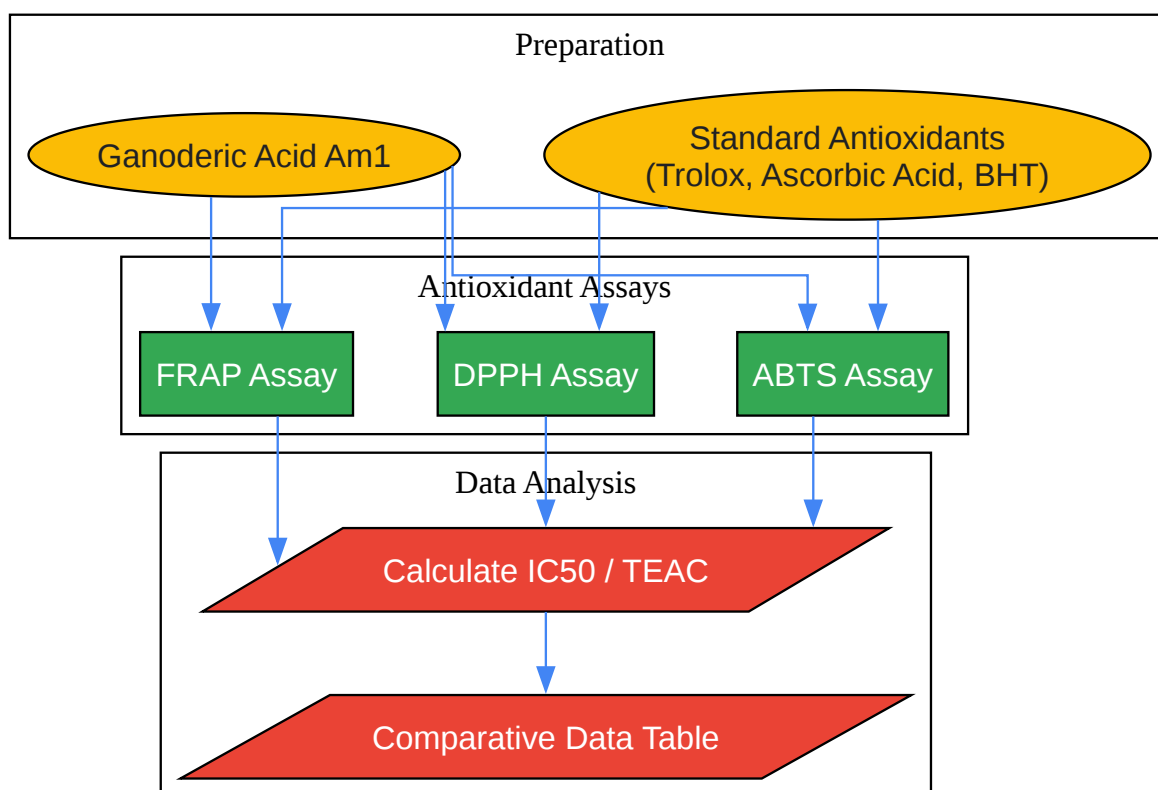 Preparation
Ganoderic Acid Am1
Standard Antioxidants
(Trolox, Ascorbic Acid, BHT)
Antioxidant Assays
FRAP Assay
DPPH Assay
ABTS Assay
Data Analysis
Calculate IC50 / TEAC
Comparative Data Table